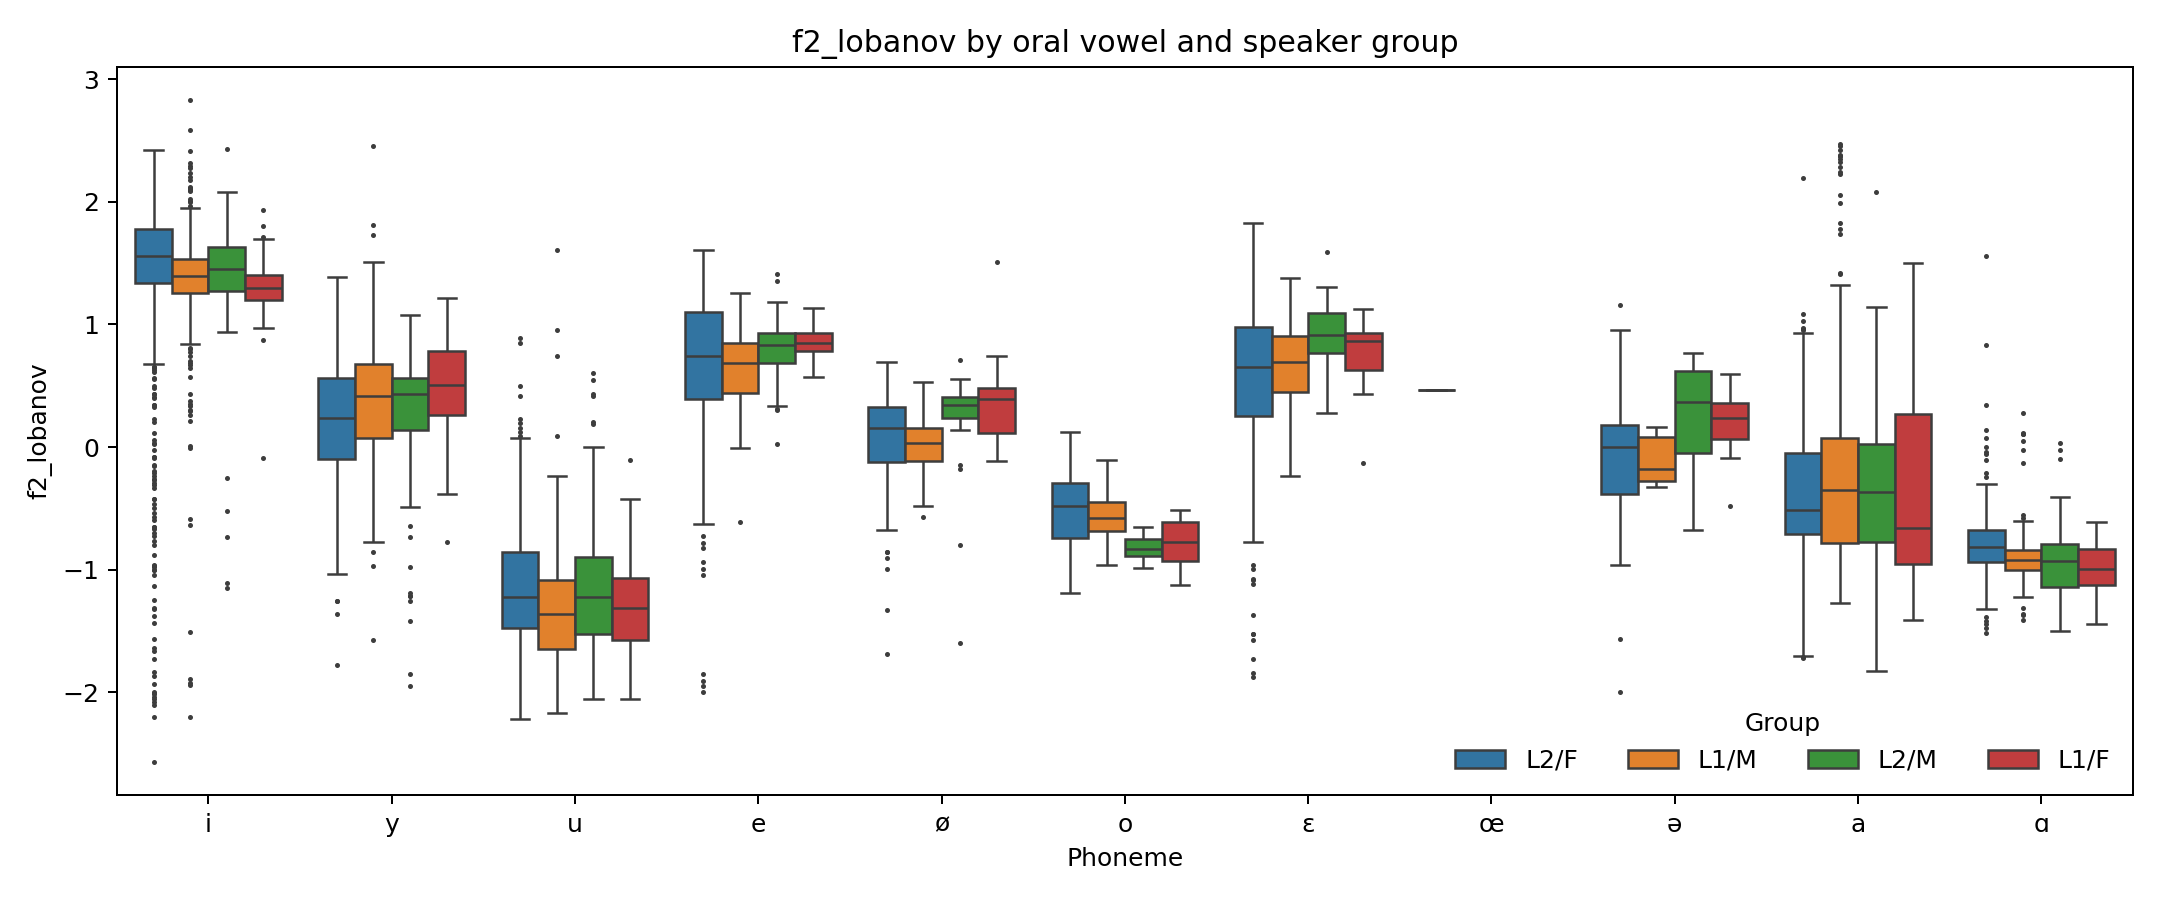 f2_lobanov by oral vowel and speaker group
f2_lobanov
3
2
1
0
−1
−2
i y u e ø o ɛ œ ə a ɑ
Phoneme
Group
L2/F L1/M L2/M L1/F